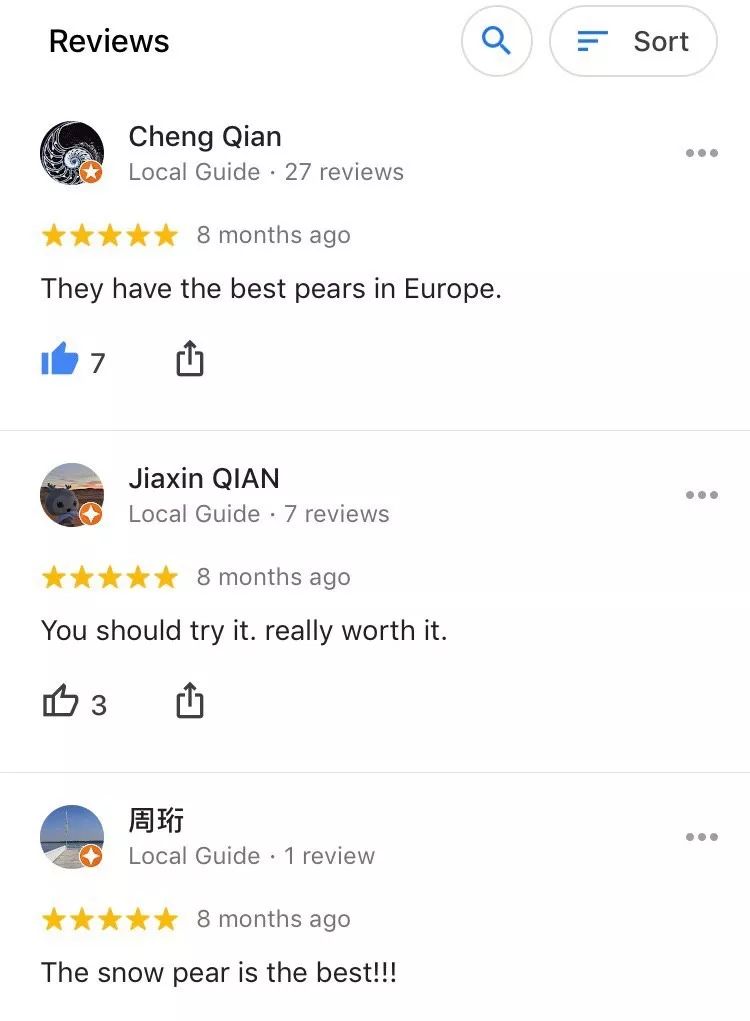 Reviews
Sort
Cheng Qian
Local Guide · 27 reviews
8 months ago
They have the best pears in Europe.
7
Jiaxin QIAN
Local Guide · 7 reviews
8 months ago
You should try it. really worth it.
3
周珩
Local Guide · 1 review
8 months ago
The snow pear is the best!!!